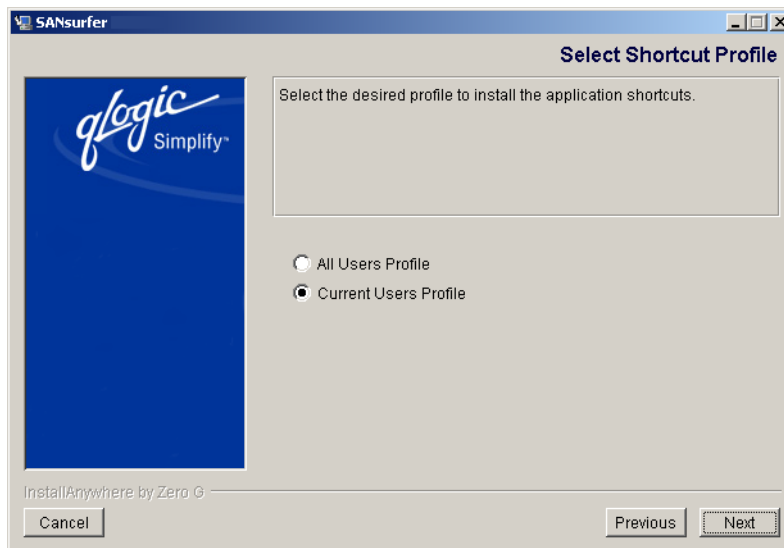 SANsurfer
Select Shortcut Profile
qlogic
Simplify™
Select the desired profile to install the application shortcuts.
All Users Profile
Current Users Profile
InstallAnywhere by Zero G
Cancel
Previous
Next